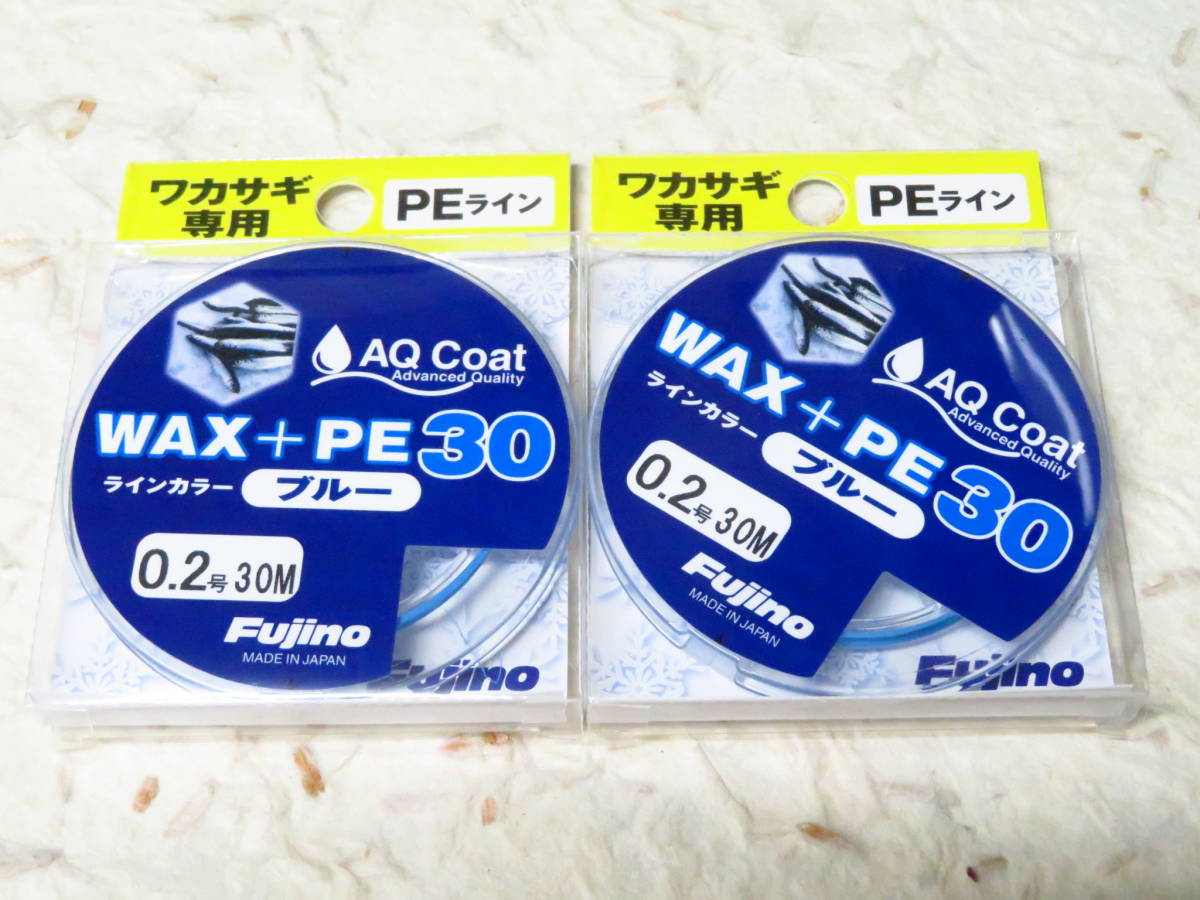 ワカサギ
専用
PEライン
AQ Coat
Advanced Quality
WAX+PE30
ラインカラー ブルー
0.2号30M
Fujino
MADE IN JAPAN
Fujino
ワカサギ
専用
PEライン
AQ Coat
Advanced Quality
WAX+PE30
ラインカラー ブルー
0.2号30M
Fujino
MADE IN JAPAN
Fujino